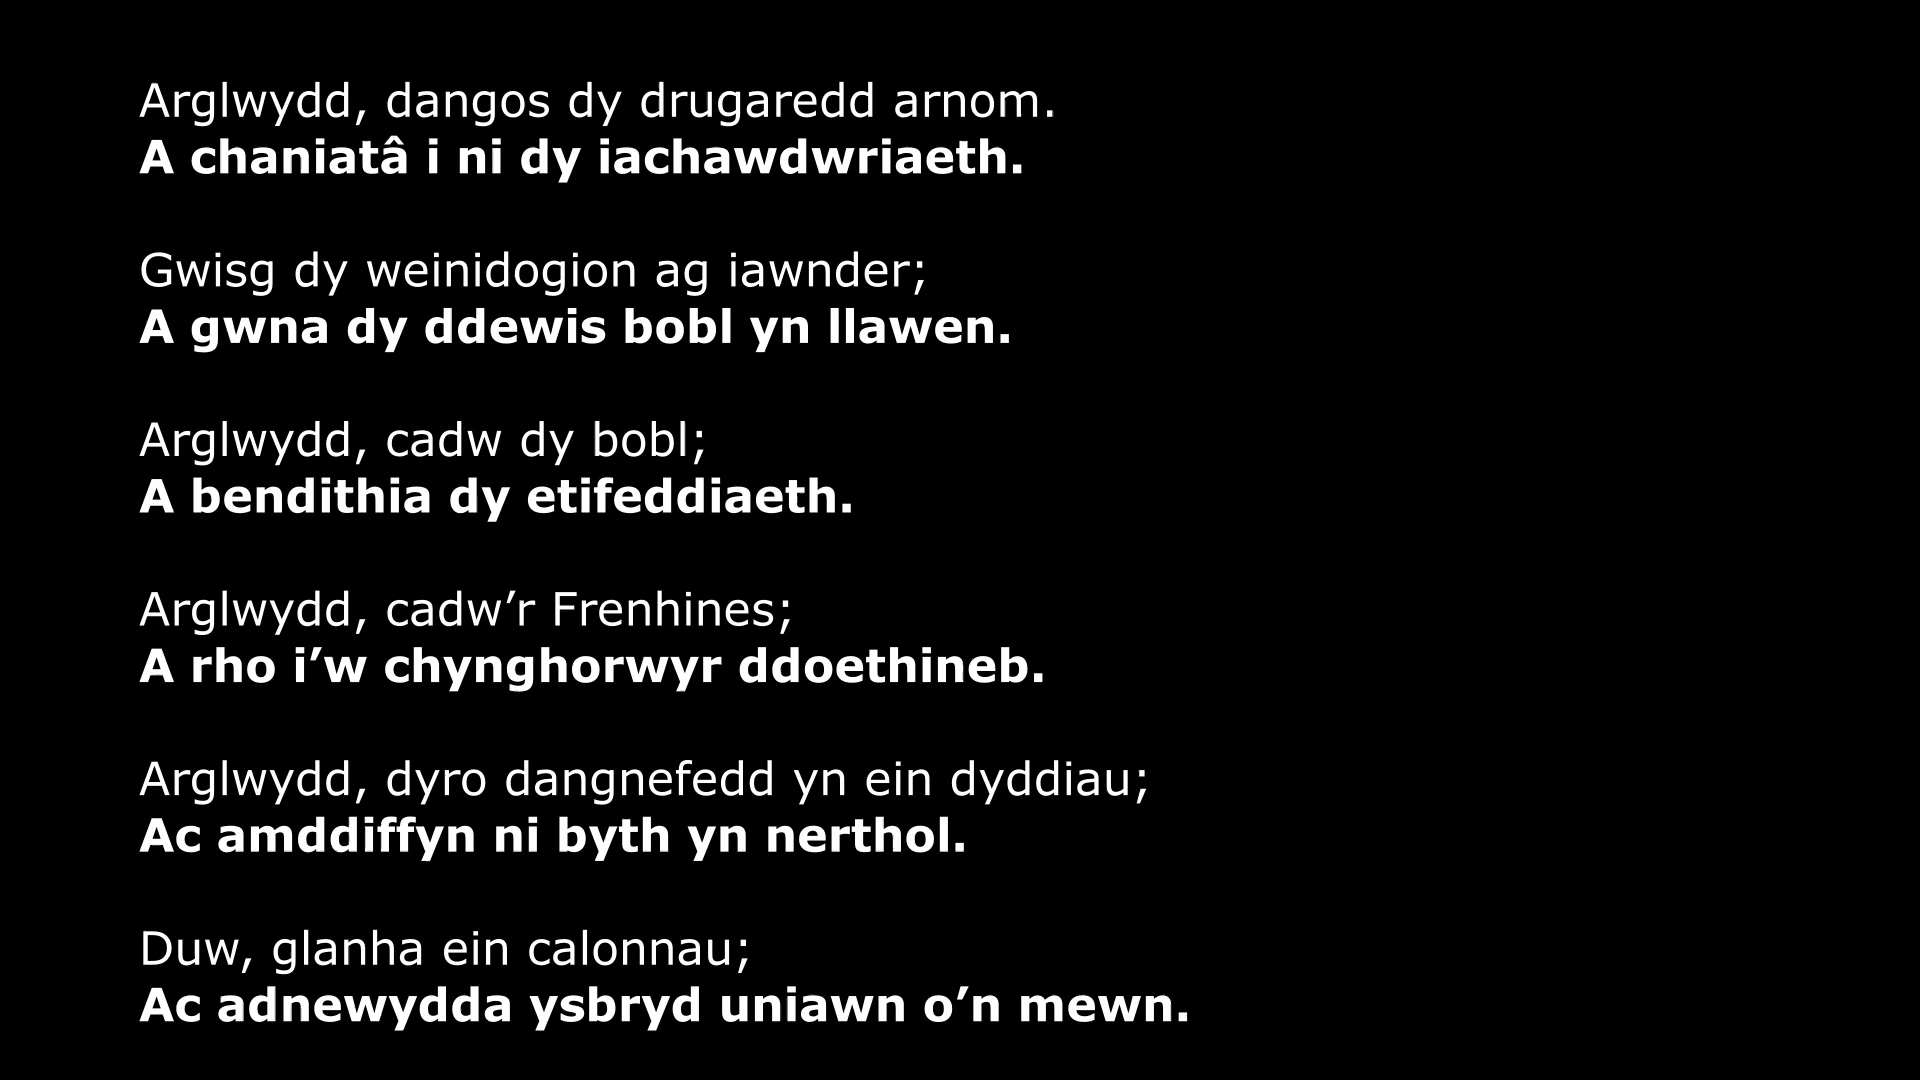 Arglwydd, dangos dy drugaredd arnom.
A chaniatâ i ni dy iachawdwriaeth.
Gwisg dy weinidogion ag iawnder;
A gwna dy ddewis bobl yn llawen.
Arglwydd, cadw dy bobl;
A bendithia dy etifeddiaeth.
Arglwydd, cadw’r Frenhines;
A rho i’w chynghorwyr ddoethineb.
Arglwydd, dyro dangnefedd yn ein dyddiau;
Ac amddiffyn ni byth yn nerthol.
Duw, glanha ein calonnau;
Ac adnewydda ysbryd uniawn o’n mewn.